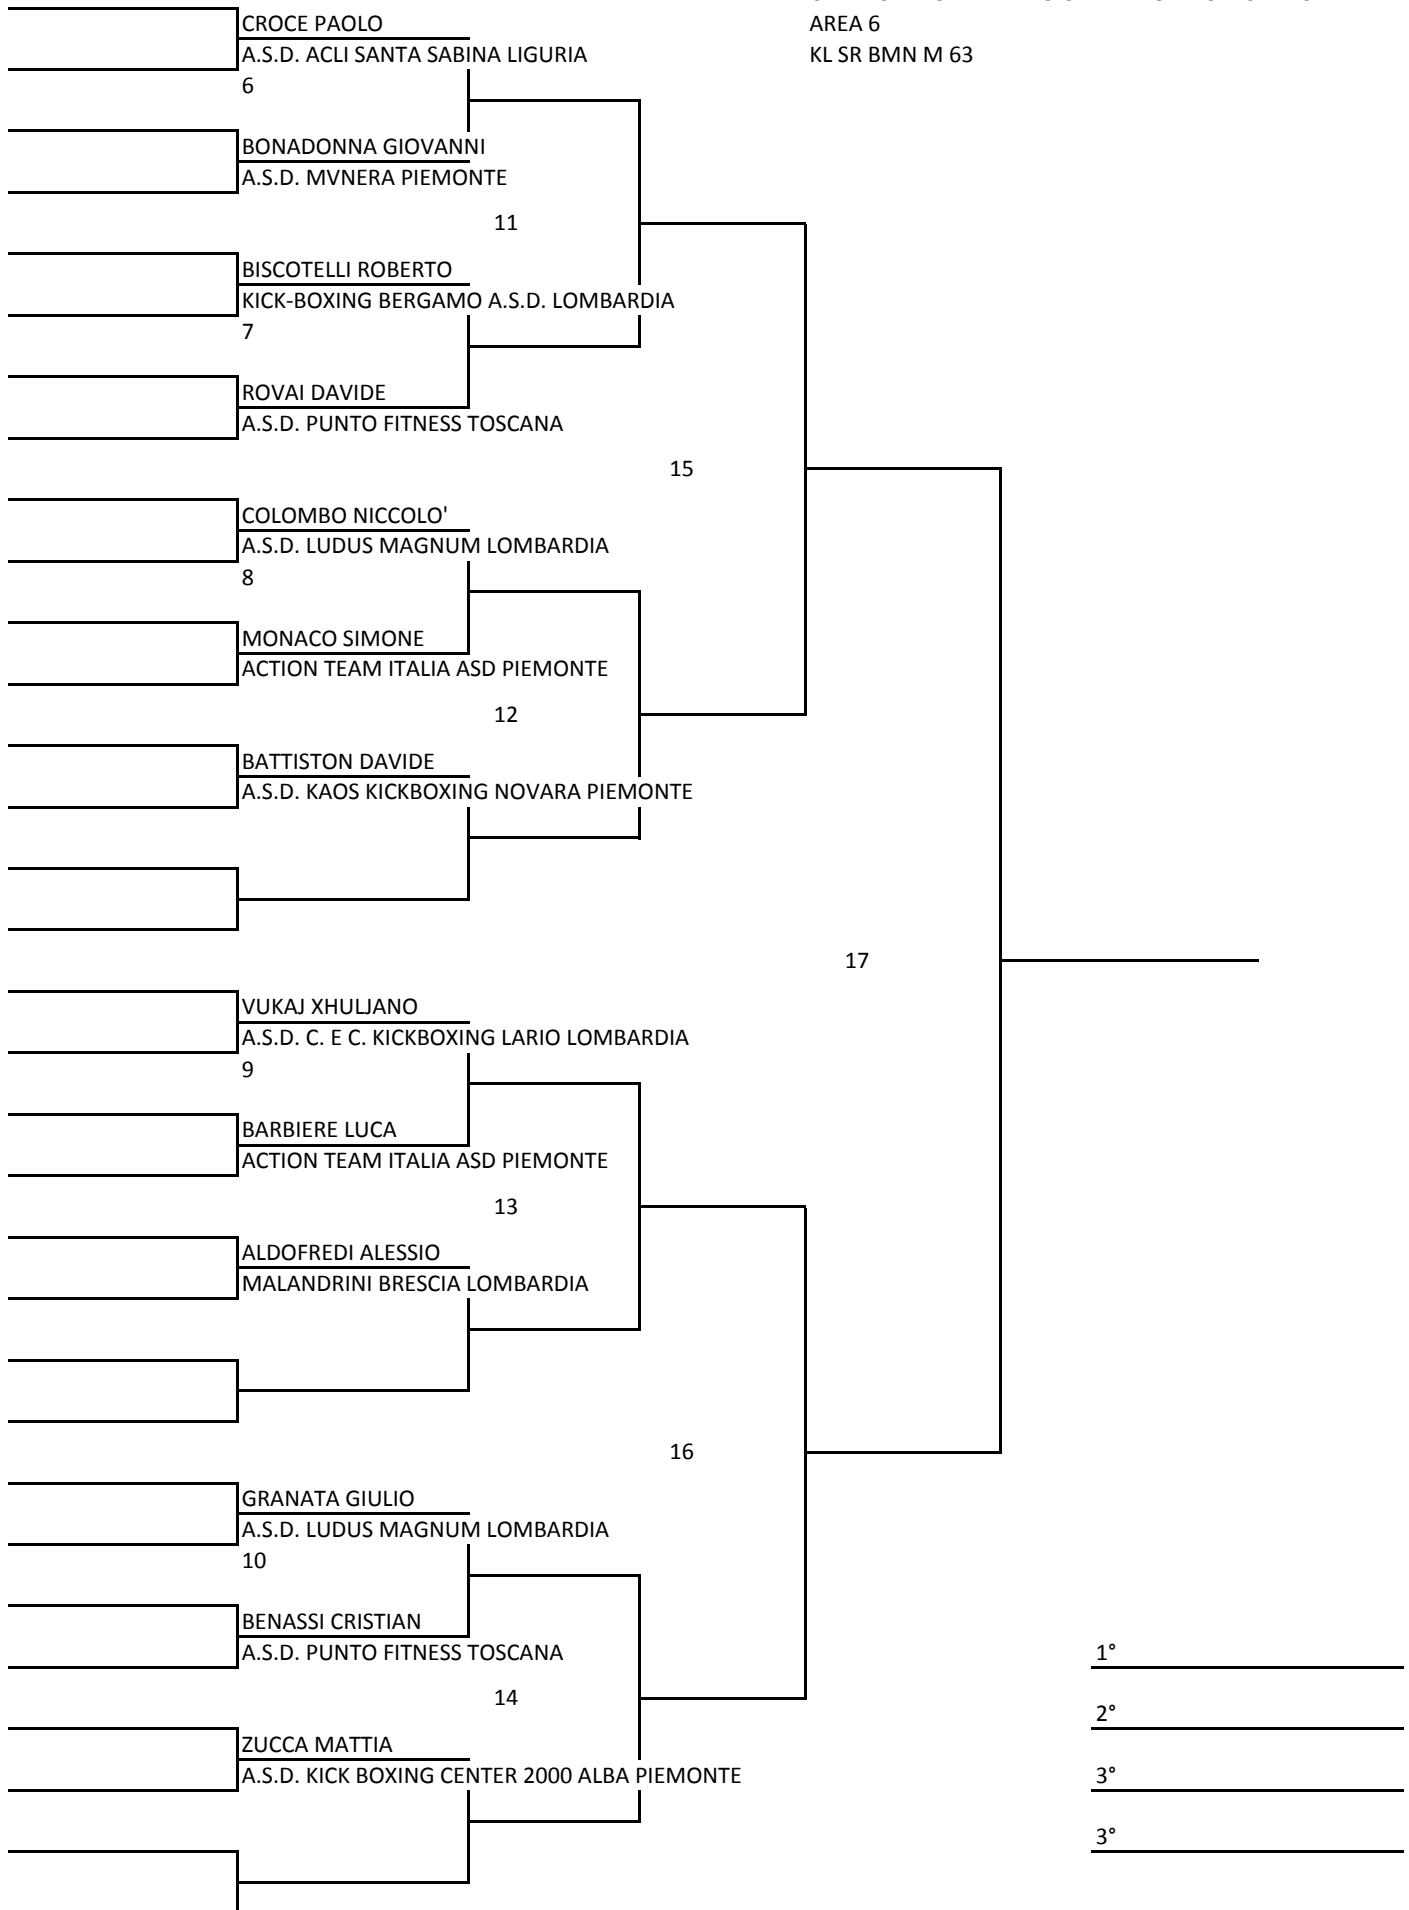 CROCE PAOLO
AREA 6
A.S.D. ACLI SANTA SABINA LIGURIA
KL SR BMN M 63
6
BONADONNA GIOVANNI
A.S.D. MVNERA PIEMONTE
11
BISCOTELLI ROBERTO
KICK-BOXING BERGAMO A.S.D. LOMBARDIA
7
ROVAI DAVIDE
A.S.D. PUNTO FITNESS TOSCANA
15
COLOMBO NICCOLO'
A.S.D. LUDUS MAGNUM LOMBARDIA
8
MONACO SIMONE
ACTION TEAM ITALIA ASD PIEMONTE
12
BATTISTON DAVIDE
A.S.D. KAOS KICKBOXING NOVARA PIEMONTE
17
VUKAJ XHULJANO
A.S.D. C. E C. KICKBOXING LARIO LOMBARDIA
9
BARBIERE LUCA
ACTION TEAM ITALIA ASD PIEMONTE
13
ALDOFREDI ALESSIO
MALANDRINI BRESCIA LOMBARDIA
16
GRANATA GIULIO
A.S.D. LUDUS MAGNUM LOMBARDIA
10
BENASSI CRISTIAN
A.S.D. PUNTO FITNESS TOSCANA
1°
14
2°
ZUCCA MATTIA
A.S.D. KICK BOXING CENTER 2000 ALBA PIEMONTE
3°
3°